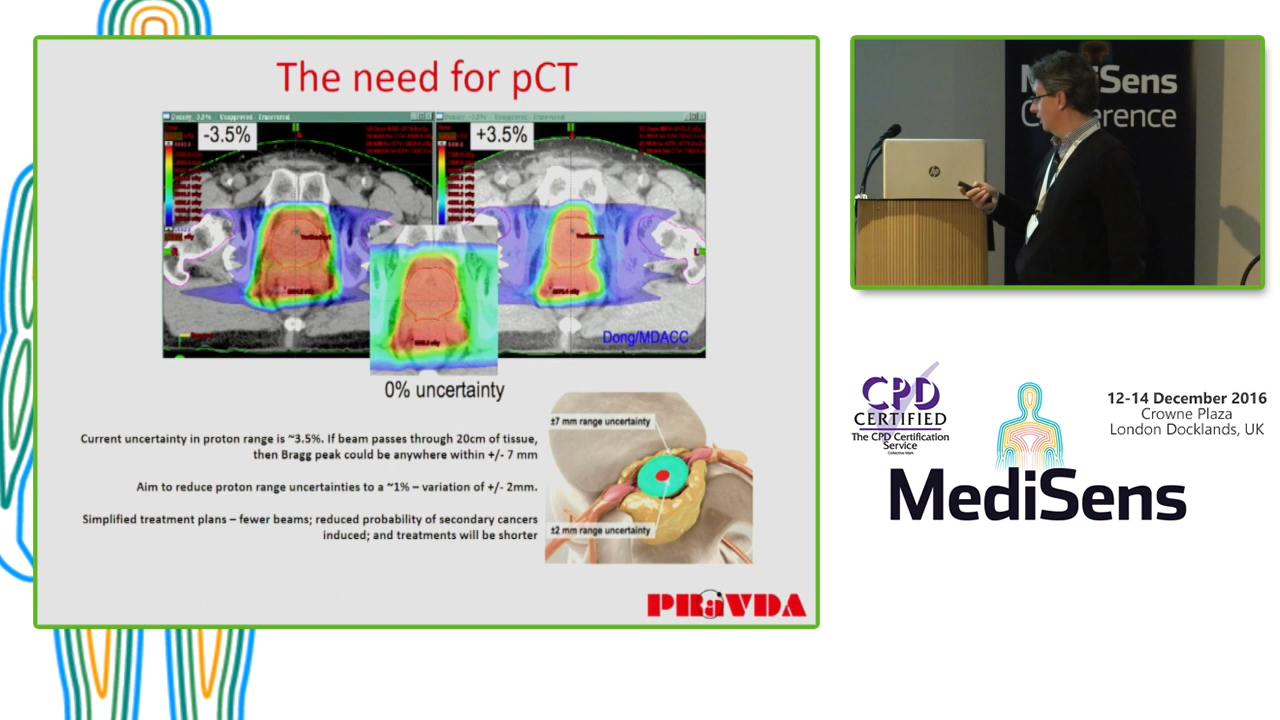 The need for pCT
-3.5%
+3.5%
Dong/MDACC
0% uncertainty
Current uncertainty in proton range is ~3.5%. If beam passes through 20cm of tissue,
then Bragg peak could be anywhere within +/- 7 mm
Aim to reduce proton range uncertainties to a ~1% – variation of +/- 2mm.
Simplified treatment plans – fewer beams; reduced probability of secondary cancers
induced; and treatments will be shorter
±7 mm range uncertainty
±2 mm range uncertainty
PRaVDA
MediSens
Conference
hp
CPD
CERTIFIED
The CPD Certification
Service
Collective Mark
12-14 December 2016
Crowne Plaza
London Docklands, UK
MediSens